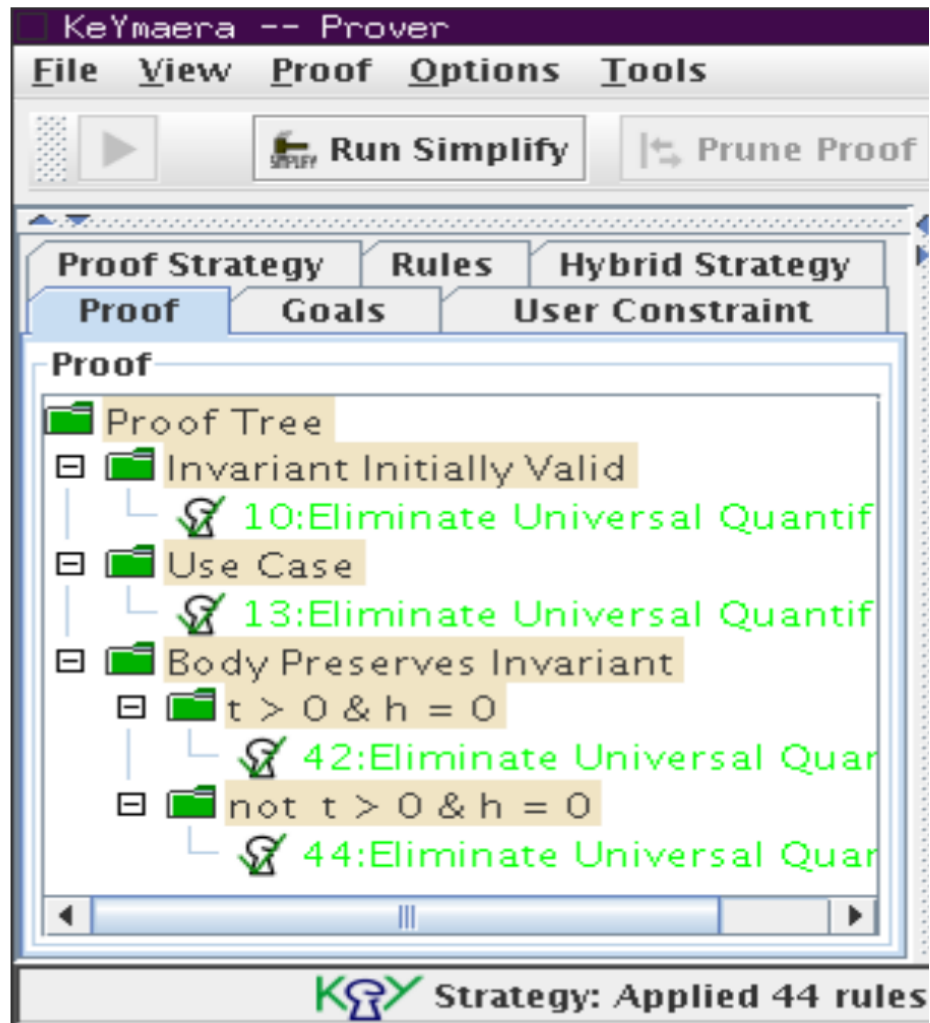 KeYmaera -- Prover
File View Proof Options Tools
SIMPLIFY Run Simplify Prune Proof
Proof Strategy Rules Hybrid Strategy
Proof Goals User Constraint
Proof
Proof Tree
Invariant Initially Valid
10:Eliminate Universal Quantif
Use Case
13:Eliminate Universal Quantif
Body Preserves Invariant
t > 0 & h = 0
42:Eliminate Universal Quar
not t > 0 & h = 0
44:Eliminate Universal Quar
KeY Strategy: Applied 44 rules